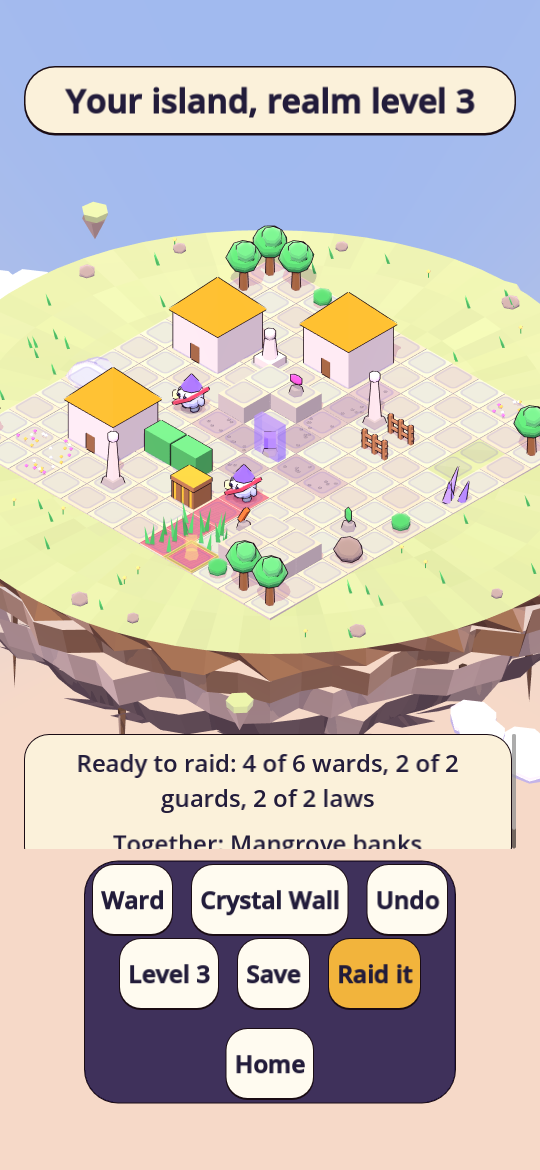 Your island, realm level 3
Ready to raid: 4 of 6 wards, 2 of 2
guards, 2 of 2 laws
Together: Mangrove banks
Ward
Crystal Wall
Undo
Level 3
Save
Raid it
Home